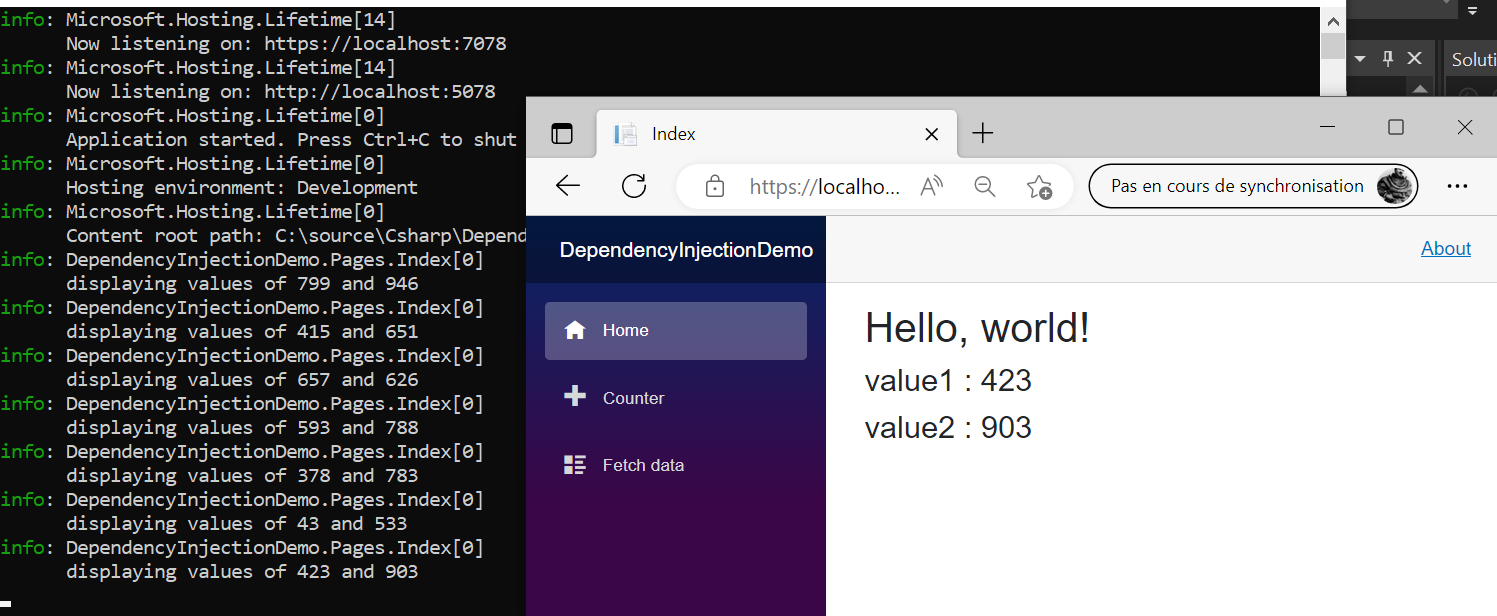 info: Microsoft.Hosting.Lifetime[14]
Now listening on: https://localhost:7078
info: Microsoft.Hosting.Lifetime[14]
Now listening on: http://localhost:5078
info: Microsoft.Hosting.Lifetime[0]
Application started. Press Ctrl+C to shut
info: Microsoft.Hosting.Lifetime[0]
Hosting environment: Development
info: Microsoft.Hosting.Lifetime[0]
Content root path: C:\source\Csharp\Depend
info: DependencyInjectionDemo.Pages.Index[0]
displaying values of 799 and 946
info: DependencyInjectionDemo.Pages.Index[0]
displaying values of 415 and 651
info: DependencyInjectionDemo.Pages.Index[0]
displaying values of 657 and 626
info: DependencyInjectionDemo.Pages.Index[0]
displaying values of 593 and 788
info: DependencyInjectionDemo.Pages.Index[0]
displaying values of 378 and 783
info: DependencyInjectionDemo.Pages.Index[0]
displaying values of 43 and 533
info: DependencyInjectionDemo.Pages.Index[0]
displaying values of 423 and 903
Soluti
Index
https://localho...
Pas en cours de synchronisation
DependencyInjectionDemo
About
Home
Counter
Fetch data
Hello, world!
value1 : 423
value2 : 903